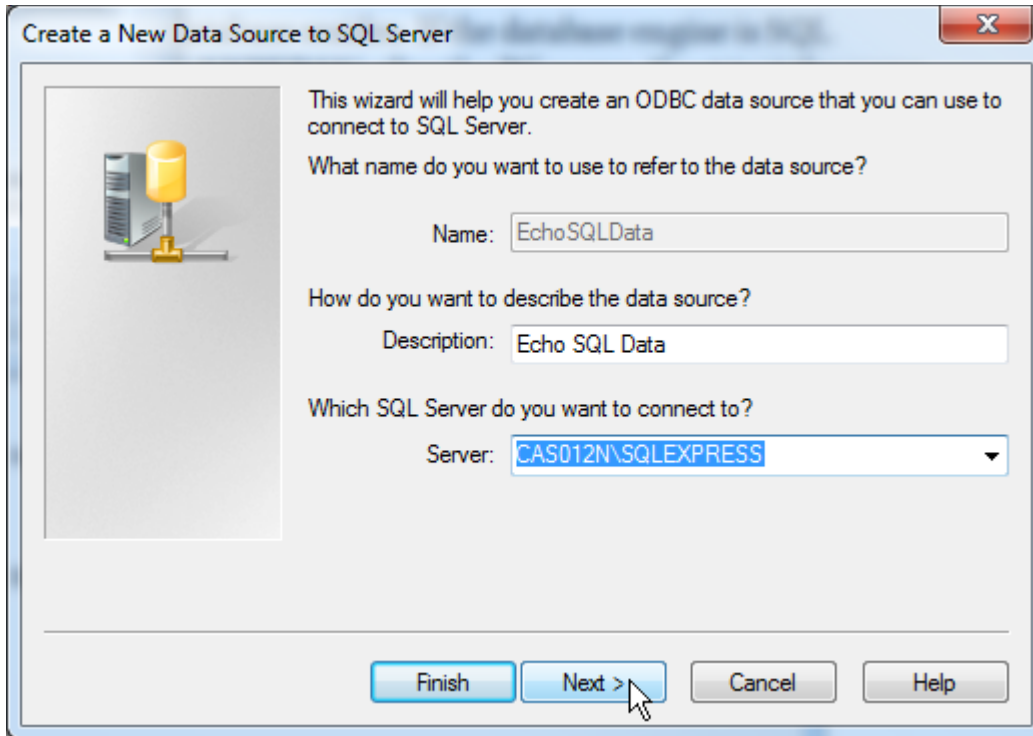 Create a New Data Source to SQL Server
This wizard will help you create an ODBC data source that you can use to
connect to SQL Server.
What name do you want to use to refer to the data source?
Name: EchoSQLData
How do you want to describe the data source?
Description: Echo SQL Data
Which SQL Server do you want to connect to?
Server: CAS012N\SQLEXPRESS
Finish Next > Cancel Help